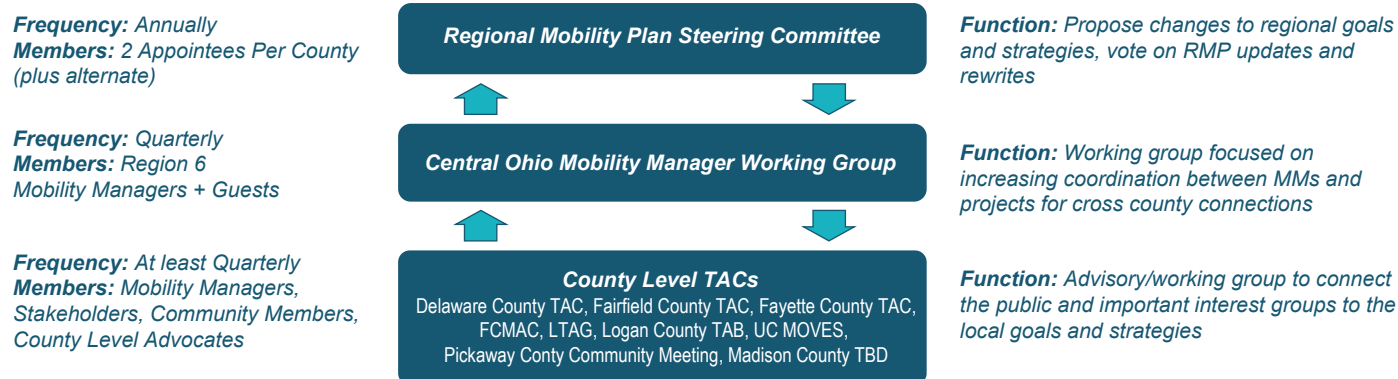 Frequency: Annually
Members: 2 Appointees Per County
(plus alternate)
Regional Mobility Plan Steering Committee
Function: Propose changes to regional goals
and strategies, vote on RMP updates and
rewrites
Frequency: Quarterly
Members: Region 6
Mobility Managers + Guests
Central Ohio Mobility Manager Working Group
Function: Working group focused on
increasing coordination between MMs and
projects for cross county connections
Frequency: At least Quarterly
Members: Mobility Managers,
Stakeholders, Community Members,
County Level Advocates
County Level TACs
Delaware County TAC, Fairfield County TAC, Fayette County TAC,
FCMAC, LTAG, Logan County TAB, UC MOVES,
Pickaway Conty Community Meeting, Madison County TBD
Function: Advisory/working group to connect
the public and important interest groups to the
local goals and strategies